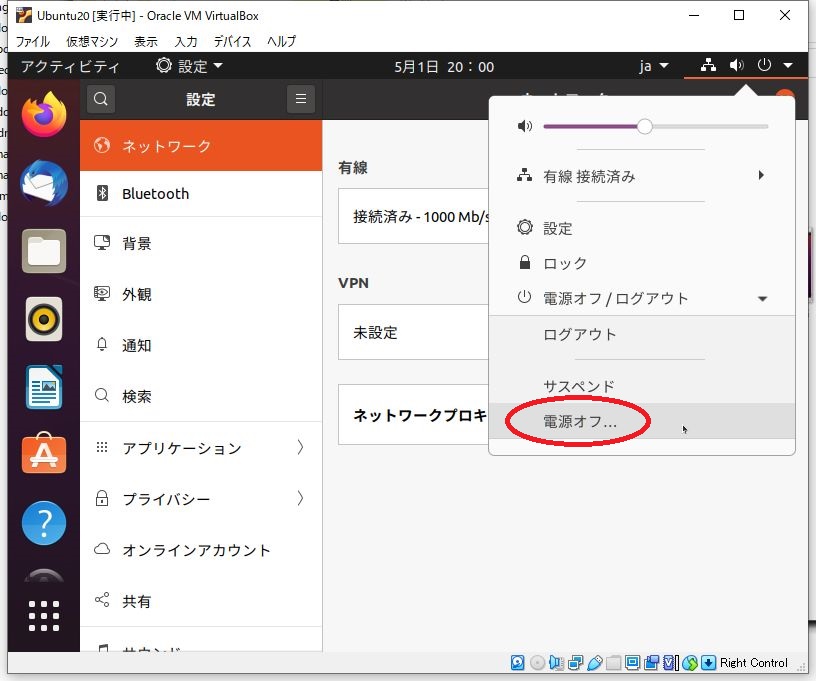 Ubuntu20 [実行中] - Oracle VM VirtualBox
ファイル 仮想マシン 表示 入力 デバイス ヘルプ
アクティビティ 設定 5月1日 20：00 ja
設定
ネットワーク
Bluetooth
背景
外観
通知
検索
アプリケーション
プライバシー
オンラインアカウント
共有
サウンド
有線
接続済み - 1000 Mb/s
VPN
未設定
ネットワークプロキ
有線 接続済み
設定
ロック
電源オフ / ログアウト
ログアウト
サスペンド
電源オフ...
Right Control